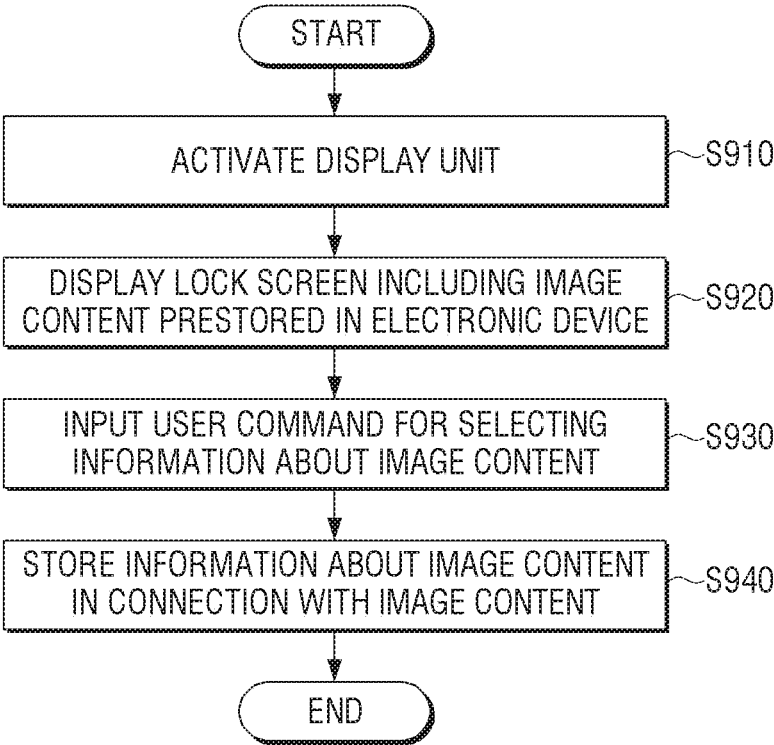 START
ACTIVATE DISPLAY UNIT
S910
DISPLAY LOCK SCREEN INCLUDING IMAGE
CONTENT PRESTORED IN ELECTRONIC DEVICE
S920
INPUT USER COMMAND FOR SELECTING
INFORMATION ABOUT IMAGE CONTENT
S930
STORE INFORMATION ABOUT IMAGE CONTENT
IN CONNECTION WITH IMAGE CONTENT
S940
END